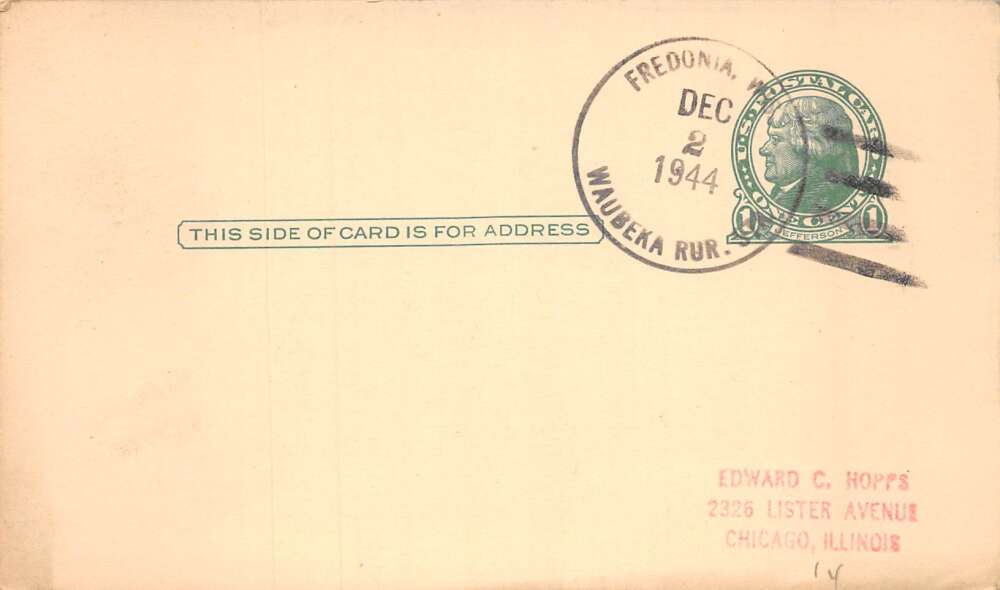 FREDONIA, W
DEC
2
1944
WAUBEKA RUR.
U.S. POSTAL CARD
1 ONE CENT 1
JEFFERSON
THIS SIDE OF CARD IS FOR ADDRESS
EDWARD C. HOPFS
2326 LISTER AVENUE
CHICAGO, ILLINOIS